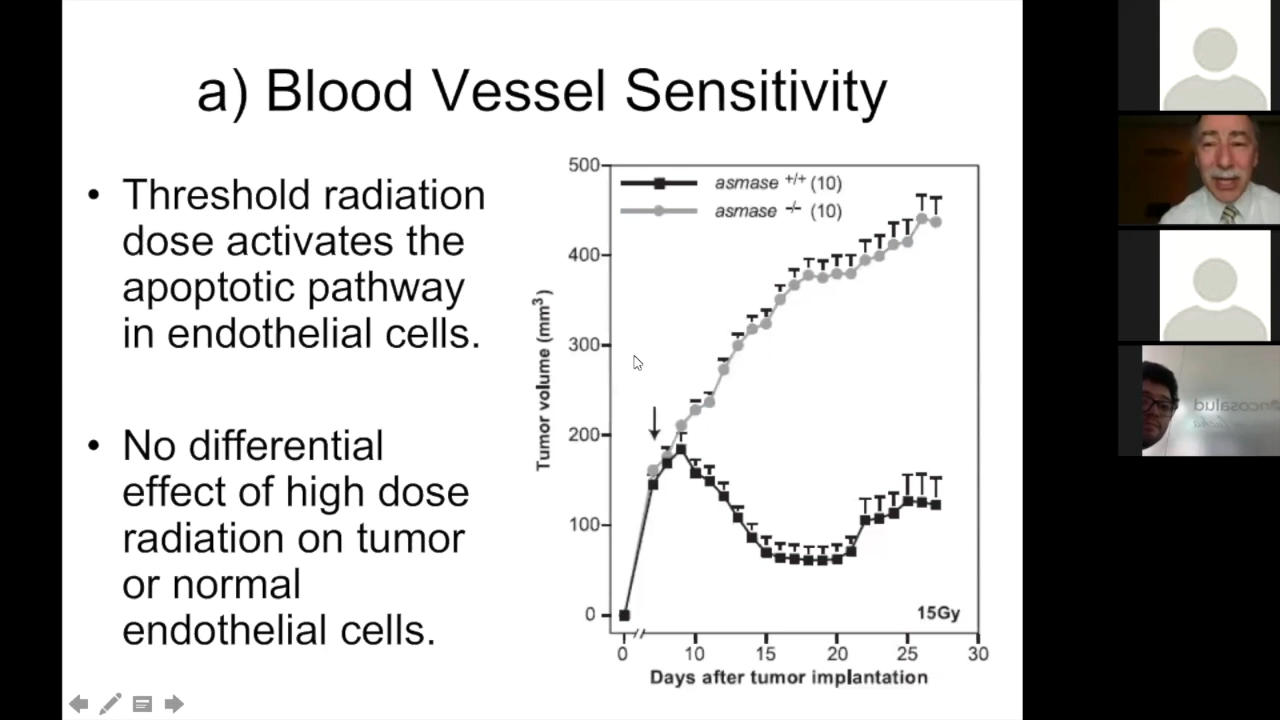 a) Blood Vessel Sensitivity
• Threshold radiation
dose activates the
apoptotic pathway
in endothelial cells.
• No differential
effect of high dose
radiation on tumor
or normal
endothelial cells.
asmase +/+ (10)
asmase -/- (10)
Tumor volume (mm³)
500
400
300
200
100
0
15Gy
0
10
15
20
25
30
Days after tumor implantation
ncosalud